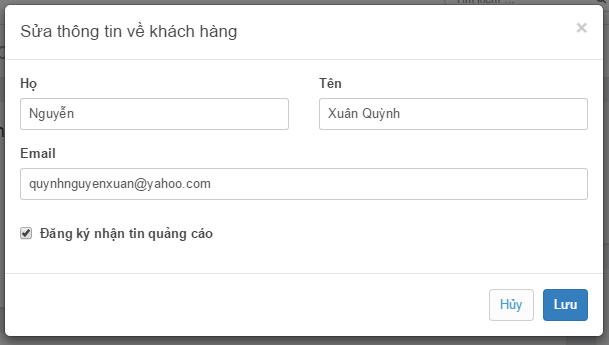 Sửa thông tin về khách hàng ×
Họ Tên
Nguyễn Xuân Quỳnh
Email
quynhnguyenxuan@yahoo.com
Đăng ký nhận tin quảng cáo
Hủy Lưu